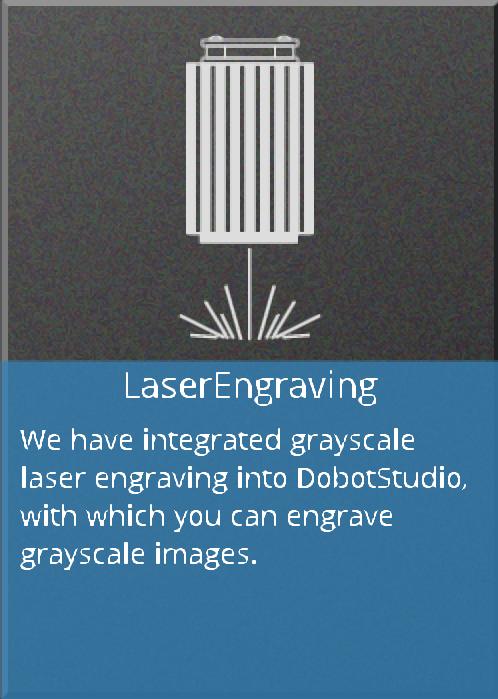 LaserEngraving
We have integrated grayscale
laser engraving into DobotStudio,
with which you can engrave
grayscale images.